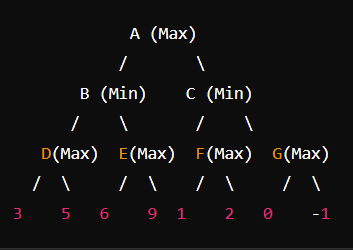 A (Max)
/ \
B (Min) C (Min)
/ \ / \
D(Max) E(Max) F(Max) G(Max)
/ \ / \ / \ / \
3 5 6 9 1 2 0 -1